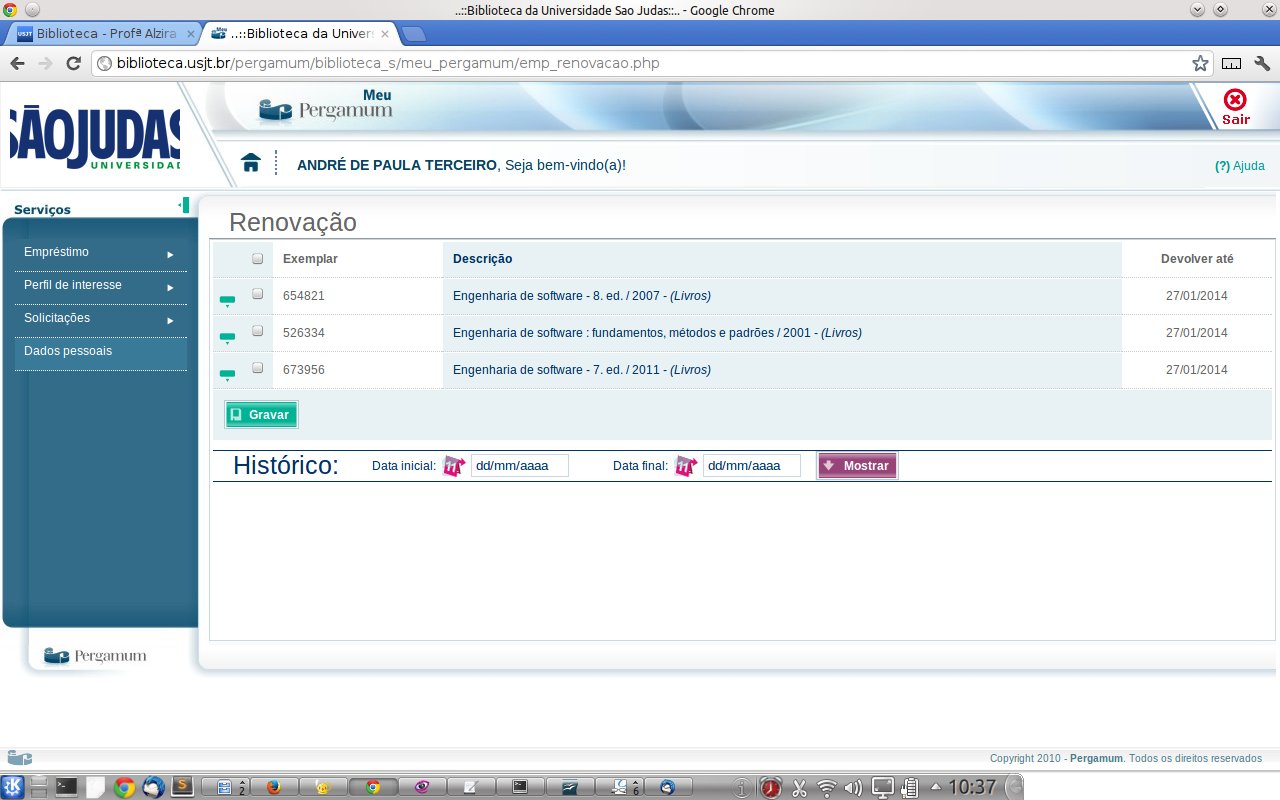 ..::Biblioteca da Universidade Sao Judas::.. - Google Chrome
USJT Biblioteca - Profª Alzira
Meu ..::Biblioteca da Univers
biblioteca.usjt.br/pergamum/biblioteca_s/meu_pergamum/emp_renovacao.php
SÃOJUDAS
UNIVERSIDAD
Meu
Pergamum
Sair
ANDRÉ DE PAULA TERCEIRO, Seja bem-vindo(a)!
(?) Ajuda
Serviços
Empréstimo
Perfil de interesse
Solicitações
Dados pessoais
Pergamum
Renovação
Exemplar Descrição Devolver até
654821 Engenharia de software - 8. ed. / 2007 - (Livros) 27/01/2014
526334 Engenharia de software : fundamentos, métodos e padrões / 2001 - (Livros) 27/01/2014
673956 Engenharia de software - 7. ed. / 2011 - (Livros) 27/01/2014
Gravar
Histórico: Data inicial: dd/mm/aaaa Data final: dd/mm/aaaa Mostrar
Copyright 2010 - Pergamum. Todos os direitos reservados
2 6 10:37